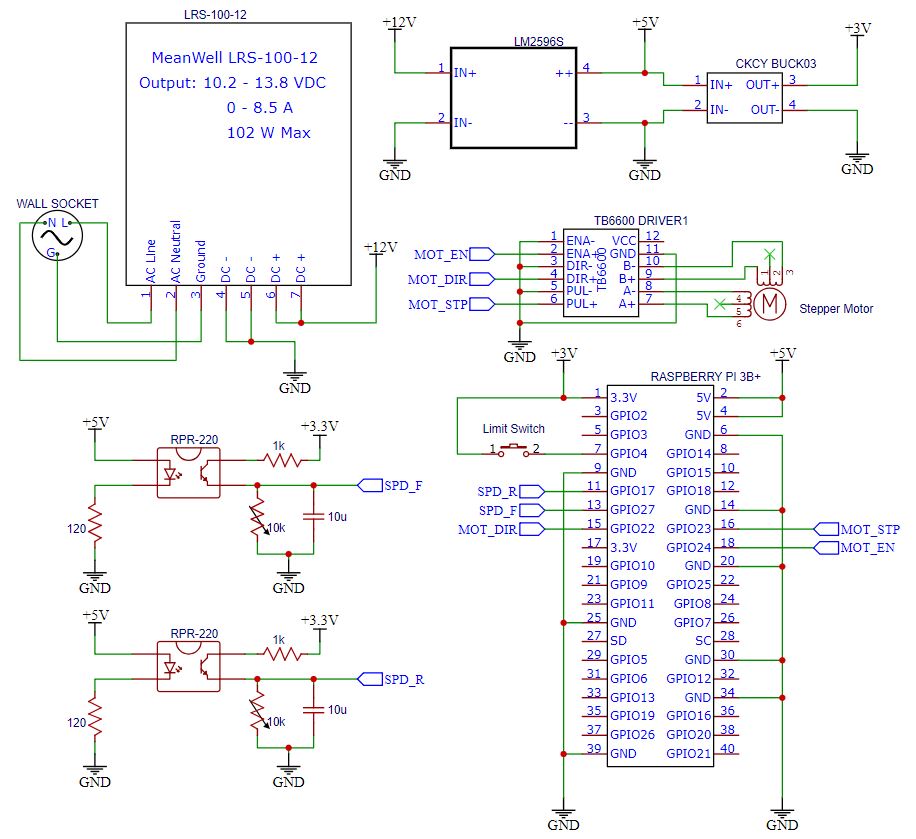 LRS-100-12
MeanWell LRS-100-12
Output: 10.2 - 13.8 VDC
0 - 8.5 A
102 W Max
AC Line
AC Neutral
Ground
DC -
DC -
DC +
DC +
1 2 3 4 5 6 7
WALL SOCKET
N L
G
+12V
GND
+12V
LM2596S
1 IN+ ++ 4
2 IN- -- 3
GND
+5V
GND
CKCY BUCK03
1 IN+ OUT+ 3
2 IN- OUT- 4
+3V
GND
TB6600 DRIVER1
TB6600
1 ENA- VCC 12
MOT_EN 2 ENA+ GND 11
3 DIR- B- 10
MOT_DIR 4 DIR+ B+ 9
5 PUL- A- 8
MOT_STP 6 PUL+ A+ 7
GND
1 2 3
4
5
6
M
Stepper Motor
+3V
+5V
RASPBERRY PI 3B+
1 3.3V 5V 2
3 GPIO2 5V 4
5 GPIO3 GND 6
Limit Switch
1 2
7 GPIO4 GPIO14 8
9 GND GPIO15 10
SPD_R 11 GPIO17 GPIO18 12
SPD_F 13 GPIO27 GND 14
MOT_DIR 15 GPIO22 GPIO23 16 MOT_STP
17 3.3V GPIO24 18 MOT_EN
19 GPIO10 GND 20
21 GPIO9 GPIO25 22
23 GPIO11 GPIO8 24
25 GND GPIO7 26
27 SD SC 28
29 GPIO5 GND 30
31 GPIO6 GPIO12 32
33 GPIO13 GND 34
35 GPIO19 GPIO16 36
37 GPIO26 GPIO20 38
39 GND GPIO21 40
GND
GND
+5V
RPR-220
1k
+3.3V
SPD_F
120
10k
10u
GND
GND
+5V
RPR-220
1k
+3.3V
SPD_R
120
10k
10u
GND
GND